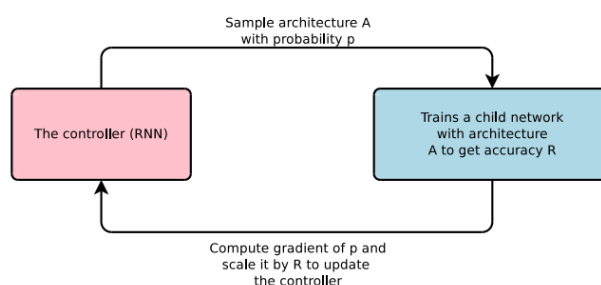 Sample architecture A
with probability p
The controller (RNN)
Trains a child network
with architecture
A to get accuracy R
Compute gradient of p and
scale it by R to update
the controller